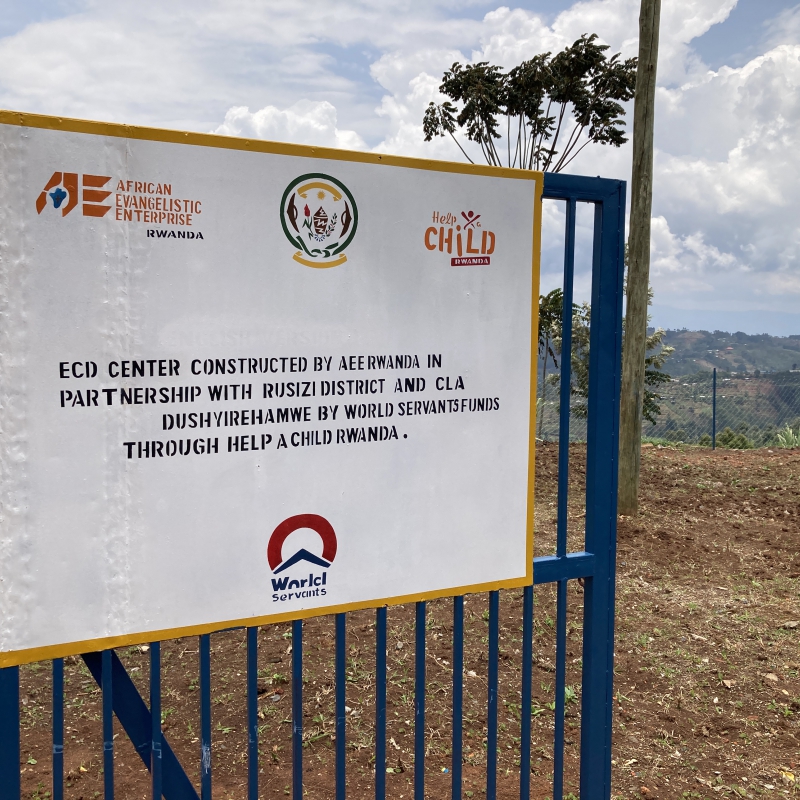 AFRICAN
EVANGELISTIC
ENTERPRISE
RWANDA
Help a
CHILD
RWANDA
ECD CENTER CONSTRUCTED BY AEE RWANDA IN
PARTNERSHIP WITH RUSIZI DISTRICT AND CLA
DUSHYIREHAMWE BY WORLD SERVANTS FUNDS
THROUGH HELP A CHILD RWANDA.
World
Servants